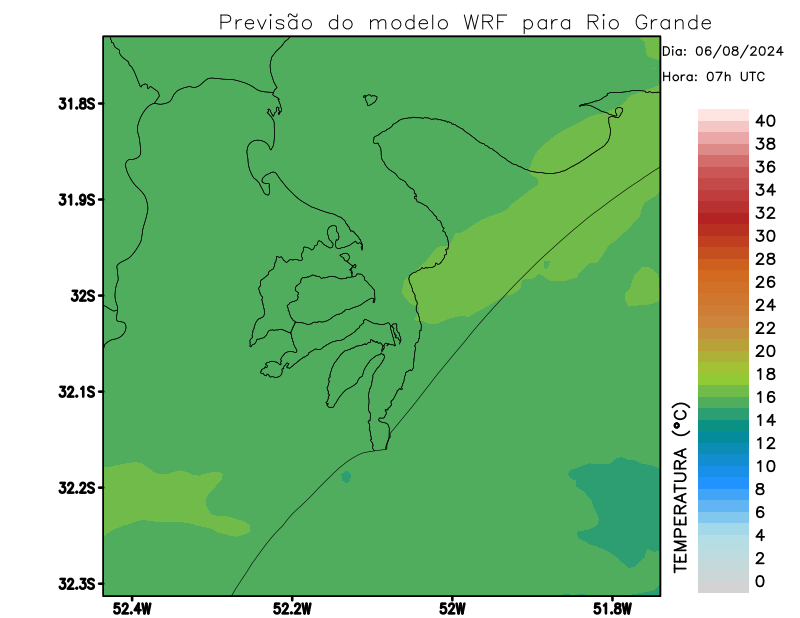 Previsão do modelo WRF para Rio Grande
Dia: 06/08/2024
Hora: 07h UTC
31.8S
31.9S
32S
32.1S
32.2S
32.3S
52.4W
52.2W
52W
51.8W
TEMPERATURA (°C)
40
38
36
34
32
30
28
26
24
22
20
18
16
14
12
10
8
6
4
2
0